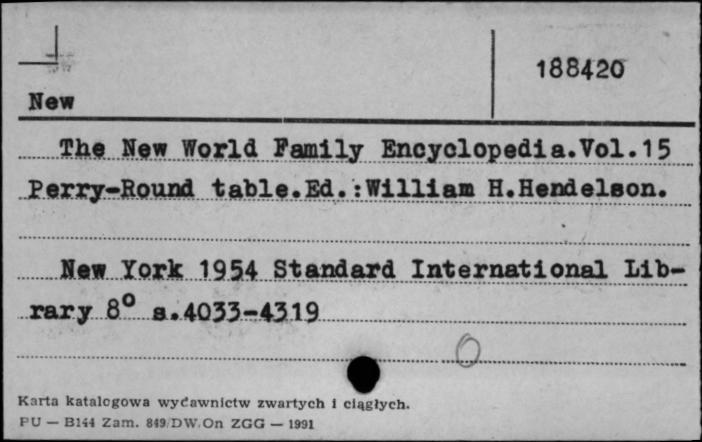 188420
New
The New World Family Encyclopedia.Vol.15
Perry-Round table.Ed.:William H.Hendelson.
New York 1954 Standard International Lib-
rary 8° s.4033-4319
Karta katalogowa wydawnictw zwartych i ciągłych.
PU — B144 Zam. 849/DW.On ZGG — 1991